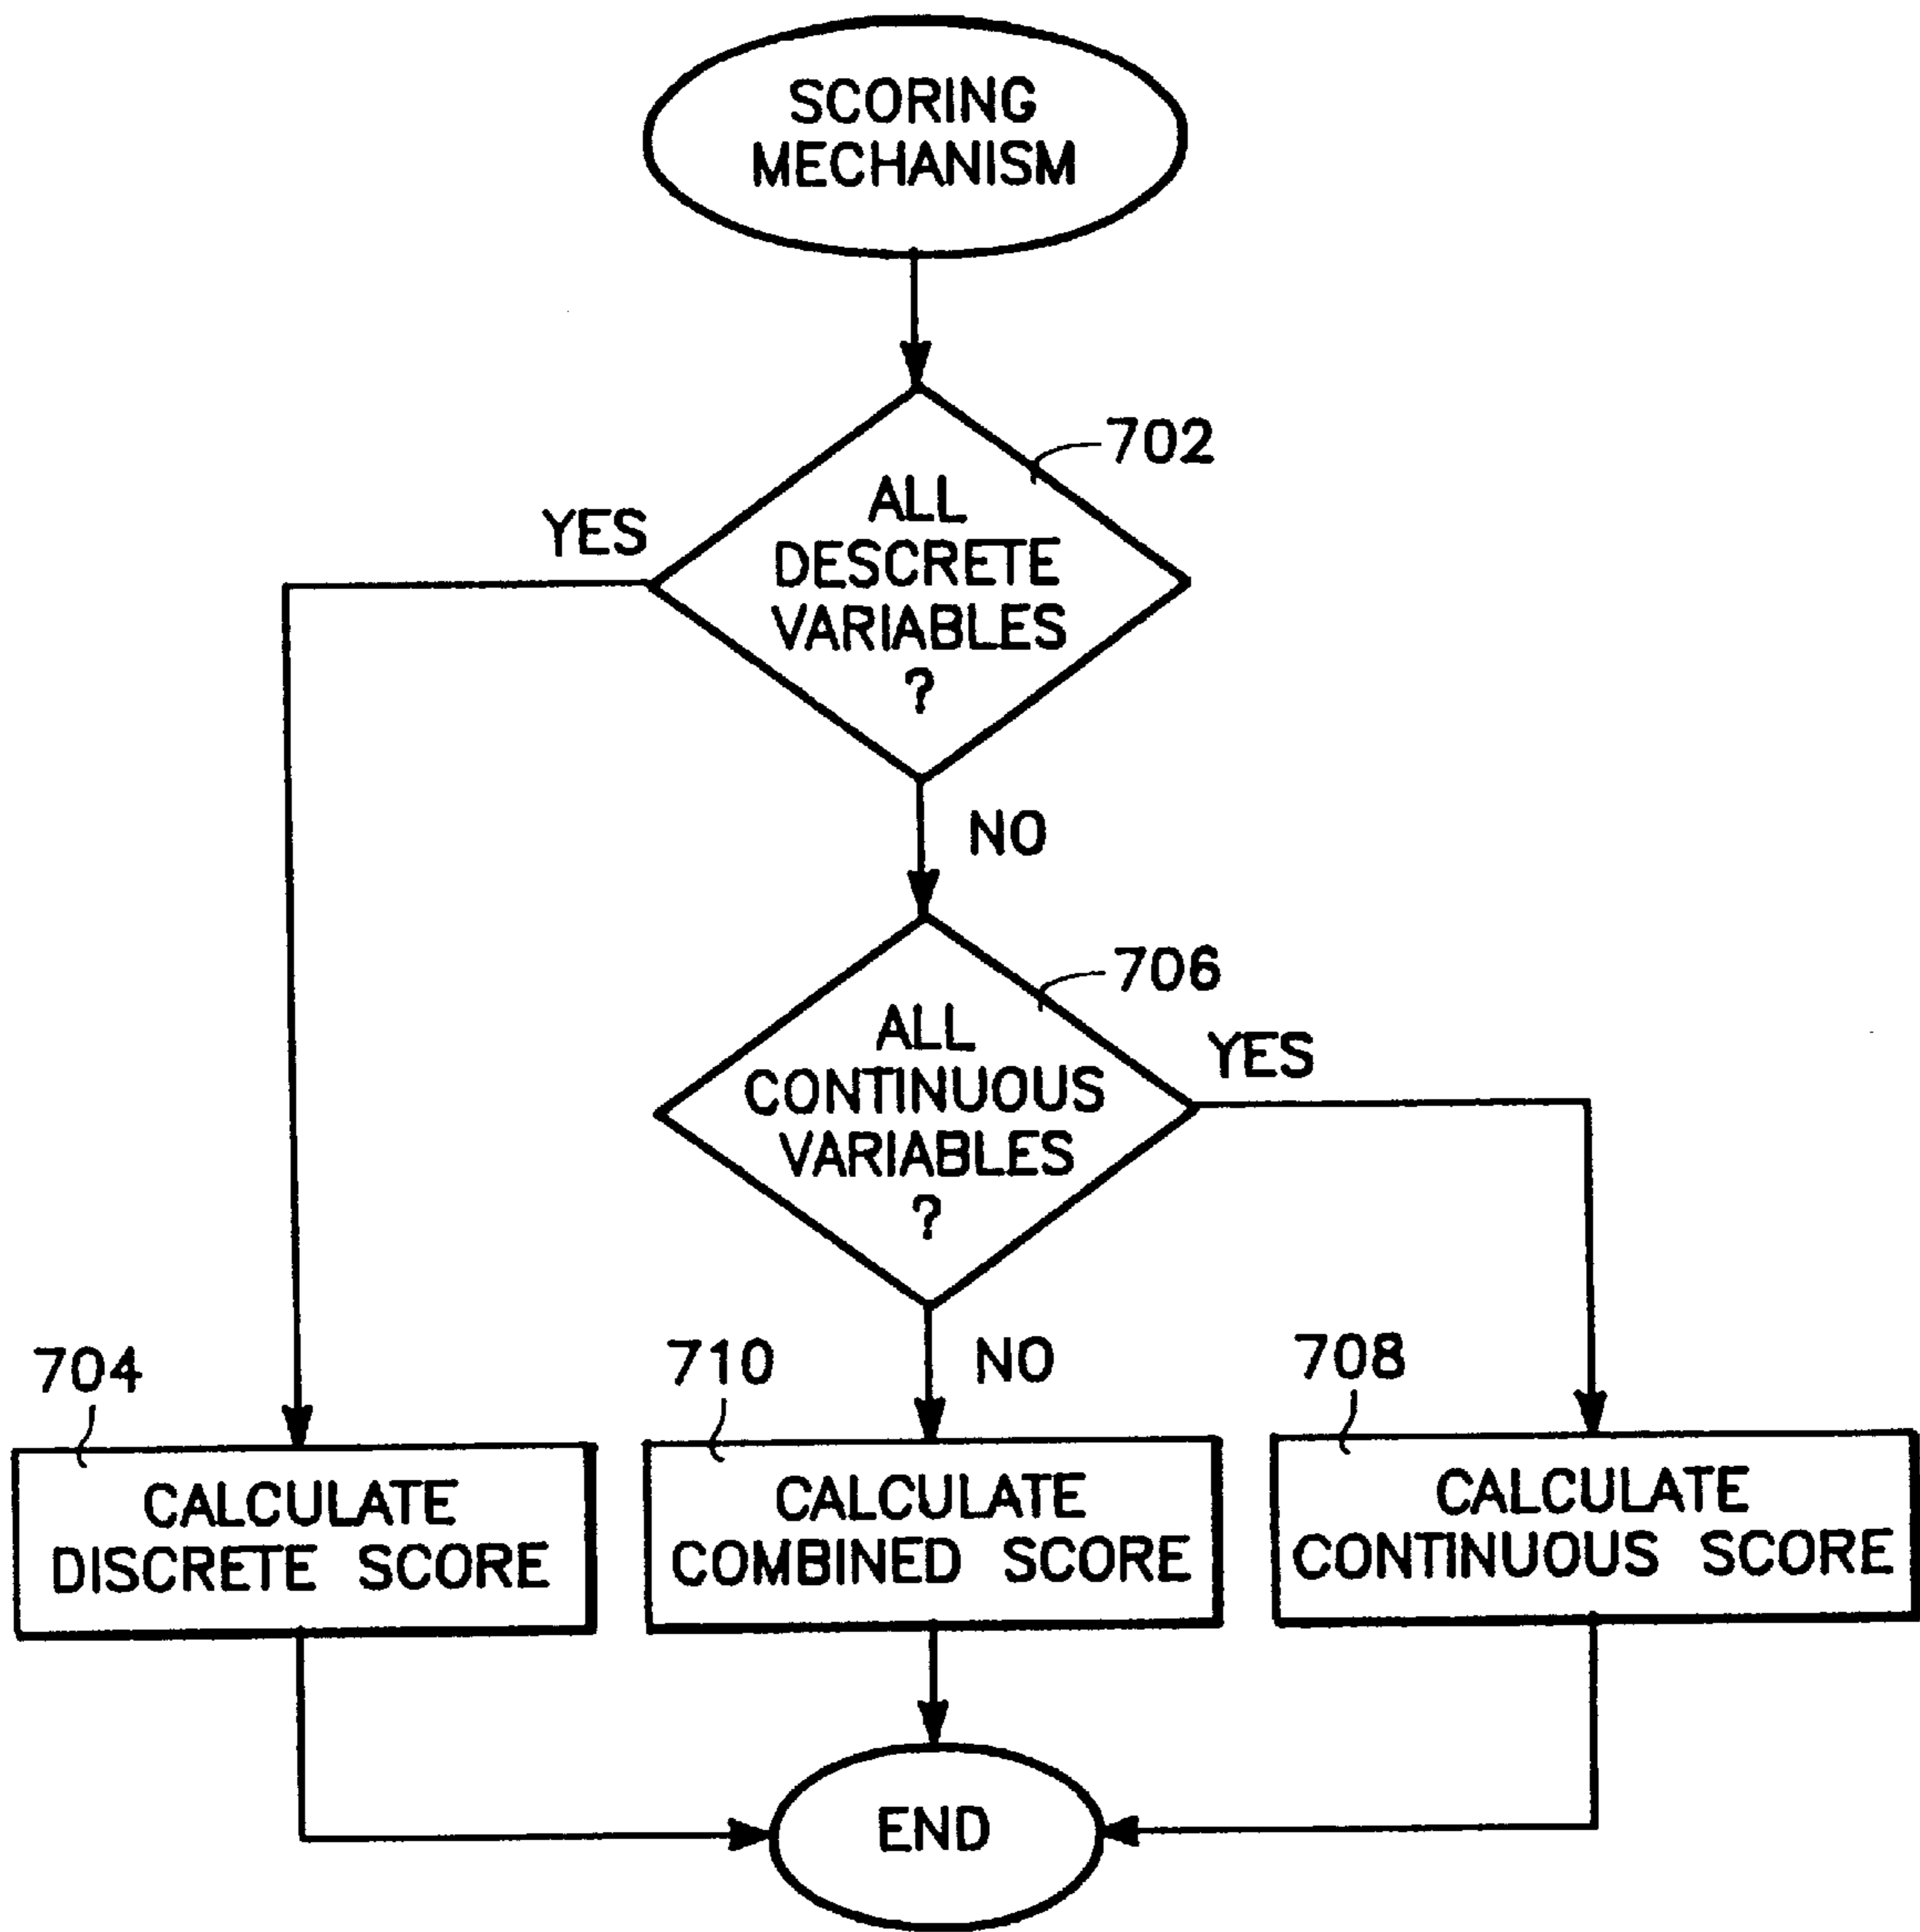 SCORING
MECHANISM
702
ALL
DESCRETE
VARIABLES
?
YES
NO
706
ALL
CONTINUOUS
VARIABLES
?
YES
NO
704
CALCULATE
DISCRETE SCORE
710
CALCULATE
COMBINED SCORE
708
CALCULATE
CONTINUOUS SCORE
END